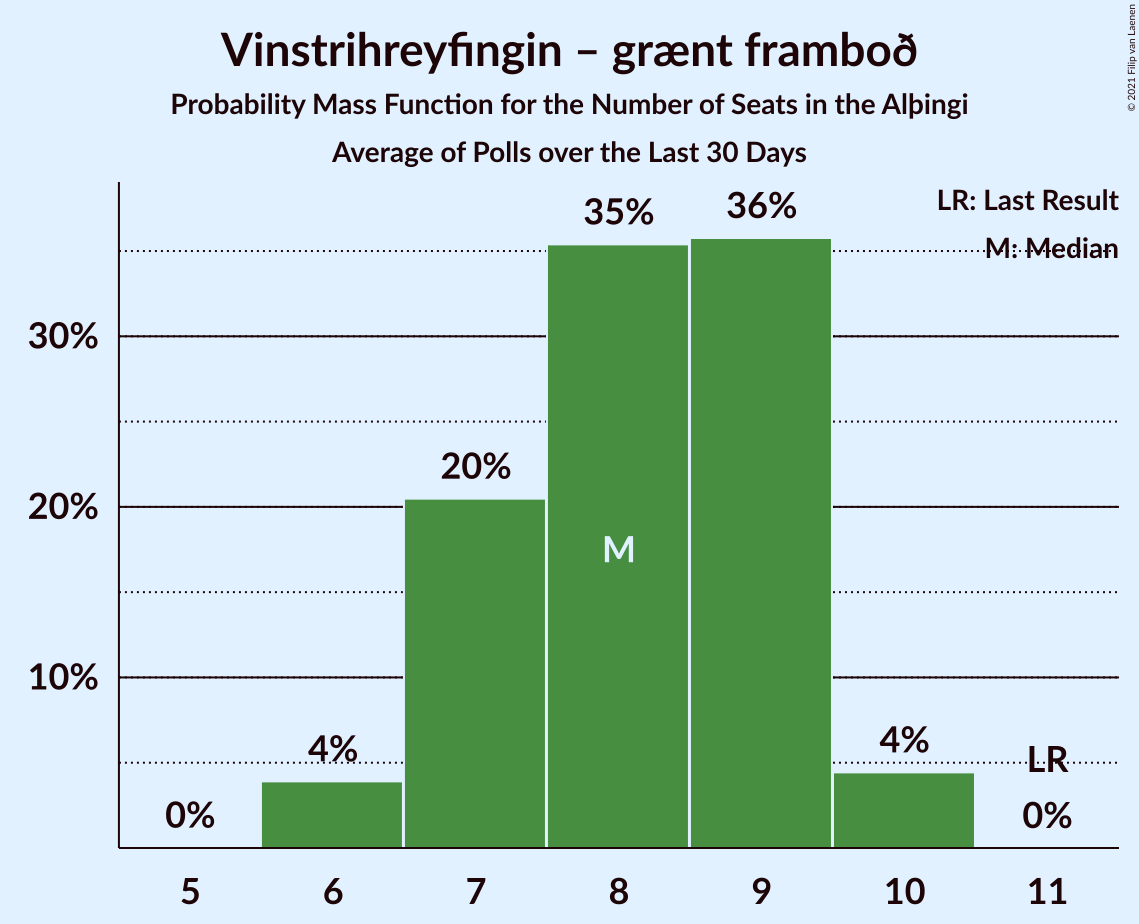 Vinstrihreyfingin – grænt framboð
Probability Mass Function for the Number of Seats in the Alþingi
Average of Polls over the Last 30 Days
© 2021 Filip van Laenen
LR: Last Result
M: Median
35%
36%
30%
20%
20%
M
10%
4%
4%
LR
0%
0%
5
6
7
8
9
10
11